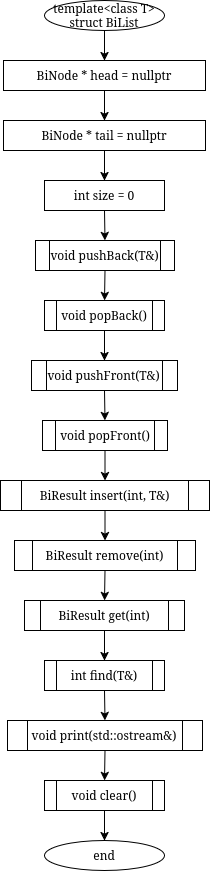 template<class T>
struct BiList
BiNode * head = nullptr
BiNode * tail = nullptr
int size = 0
void pushBack(T&)
void popBack()
void pushFront(T&)
void popFront()
BiResult insert(int, T&)
BiResult remove(int)
BiResult get(int)
int find(T&)
void print(std::ostream&)
void clear()
end